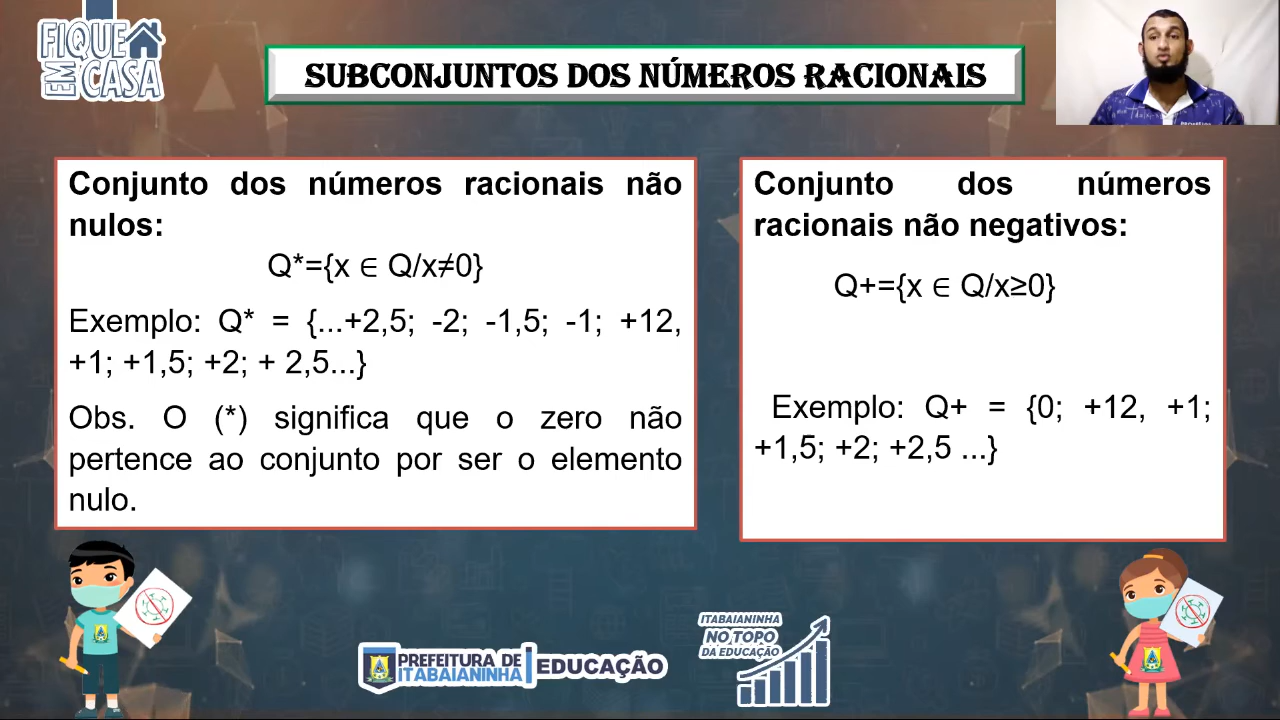 FIQUE
EM CASA
SUBCONJUNTOS DOS NÚMEROS RACIONAIS
Conjunto dos números racionais não
nulos:
Q*={x ∈ Q/x≠0}
Exemplo: Q* = {...+2,5; -2; -1,5; -1; +12,
+1; +1,5; +2; + 2,5...}
Obs. O (*) significa que o zero não
pertence ao conjunto por ser o elemento
nulo.
Conjunto dos números
racionais não negativos:
Q+={x ∈ Q/x≥0}
Exemplo: Q+ = {0; +12, +1;
+1,5; +2; +2,5 ...}
PREFEITURA DE
ITABAIANINHA
EDUCAÇÃO
ITABAIANINHA
NO TOPO
DA EDUCAÇÃO